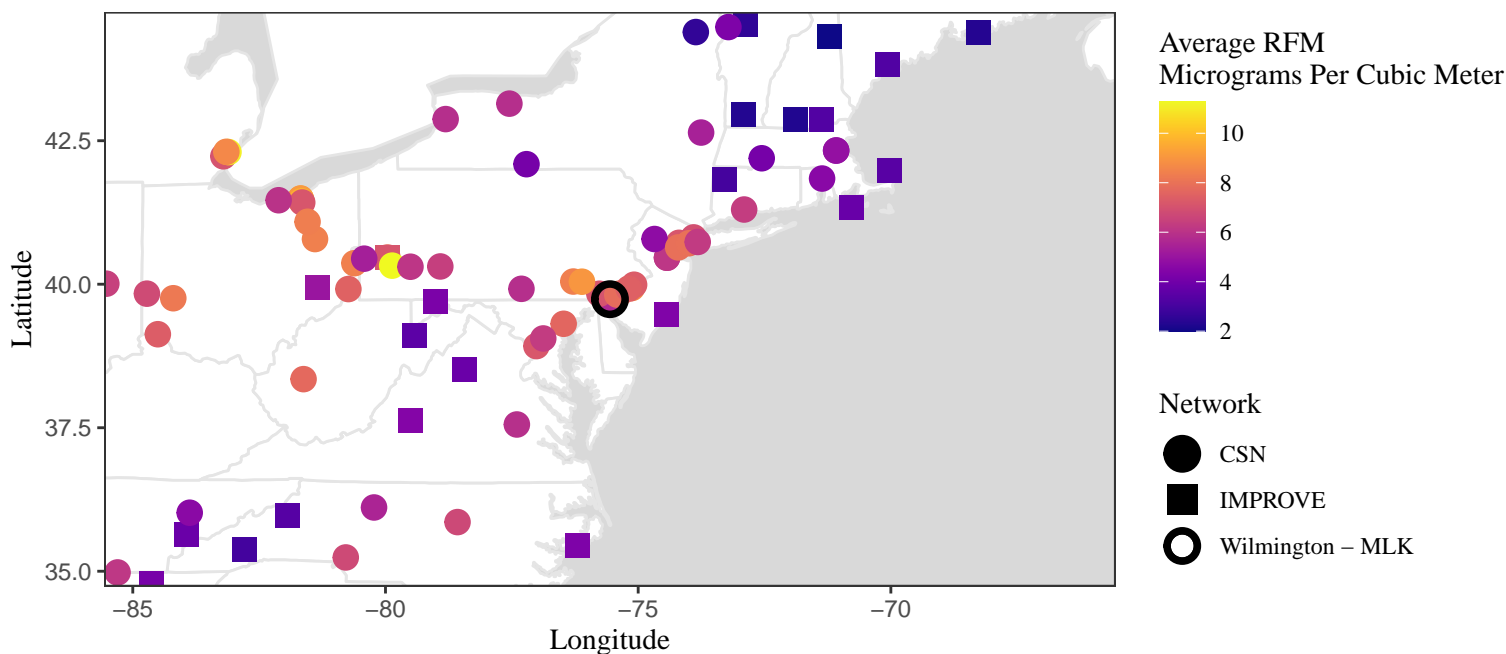 42.5
40.0
37.5
35.0
Latitude
−85
−80
−75
−70
Longitude
Average RFM
Micrograms Per Cubic Meter
10
8
6
4
2
Network
CSN
IMPROVE
Wilmington − MLK